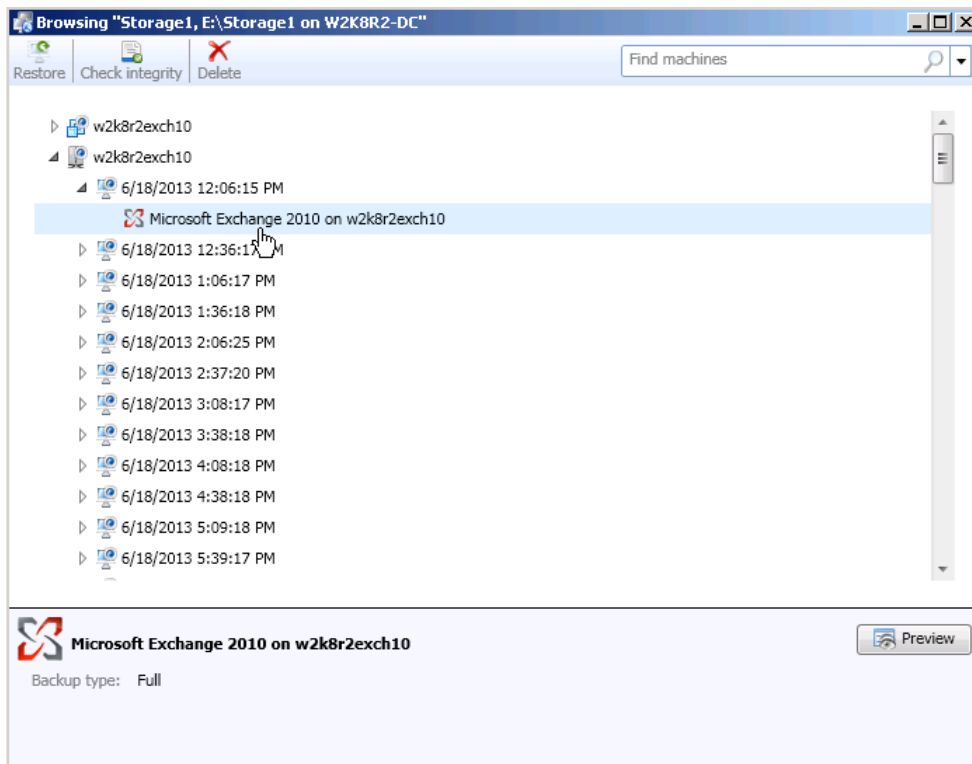 Browsing "Storage1, E:\Storage1 on W2K8R2-DC"
Restore Check integrity Delete Find machines
w2k8r2exch10
w2k8r2exch10
6/18/2013 12:06:15 PM
Microsoft Exchange 2010 on w2k8r2exch10
6/18/2013 12:36:17 PM
6/18/2013 1:06:17 PM
6/18/2013 1:36:18 PM
6/18/2013 2:06:25 PM
6/18/2013 2:37:20 PM
6/18/2013 3:08:17 PM
6/18/2013 3:38:18 PM
6/18/2013 4:08:18 PM
6/18/2013 4:38:18 PM
6/18/2013 5:09:18 PM
6/18/2013 5:39:17 PM
Microsoft Exchange 2010 on w2k8r2exch10 Preview
Backup type: Full